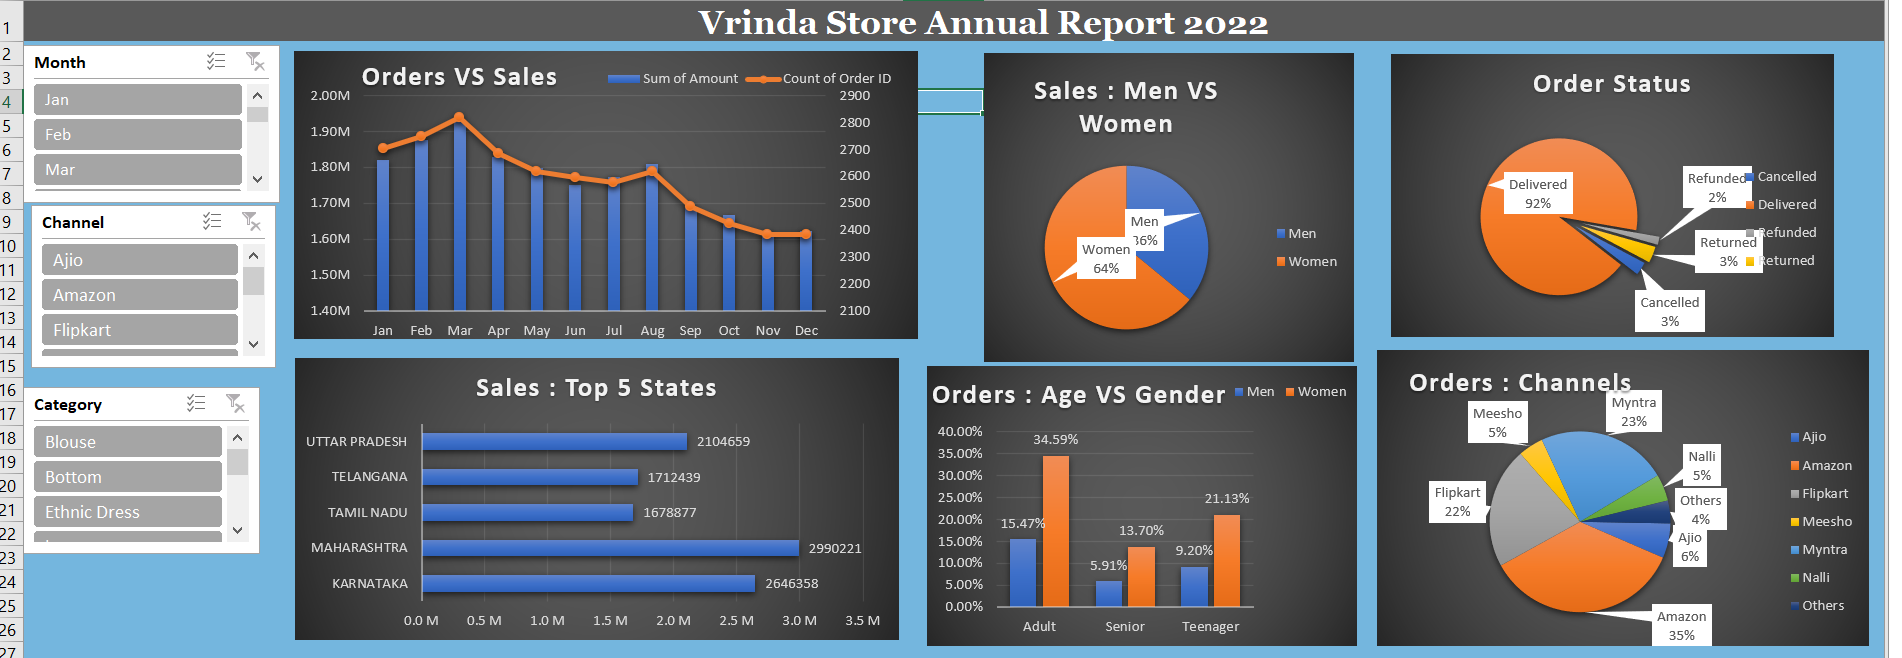 Vrinda Store Annual Report 2022
1
2
3
4
5
6
7
8
9
10
11
12
13
14
15
16
17
18
19
20
21
22
23
24
25
26
27
Month
Jan
Feb
Mar
Channel
Ajio
Amazon
Flipkart
Category
Blouse
Bottom
Ethnic Dress
Orders VS Sales
Sum of Amount
Count of Order ID
2.00M
1.90M
1.80M
1.70M
1.60M
1.50M
1.40M
2900
2800
2700
2600
2500
2400
2300
2200
2100
Jan Feb Mar Apr May Jun Jul Aug Sep Oct Nov Dec
Sales : Men VS
Women
Men
36%
Women
64%
Men
Women
Order Status
Delivered
92%
Refunded
2%
Returned
3%
Cancelled
3%
Cancelled
Delivered
Refunded
Returned
Sales : Top 5 States
UTTAR PRADESH 2104659
TELANGANA 1712439
TAMIL NADU 1678877
MAHARASHTRA 2990221
KARNATAKA 2646358
0.0 M 0.5 M 1.0 M 1.5 M 2.0 M 2.5 M 3.0 M 3.5 M
Orders : Age VS Gender
Men
Women
40.00%
35.00%
30.00%
25.00%
20.00%
15.00%
10.00%
5.00%
0.00%
15.47%
34.59%
5.91%
13.70%
9.20%
21.13%
Adult Senior Teenager
Orders : Channels
Meesho
5%
Myntra
23%
Nalli
5%
Others
4%
Ajio
6%
Flipkart
22%
Amazon
35%
Ajio
Amazon
Flipkart
Meesho
Myntra
Nalli
Others